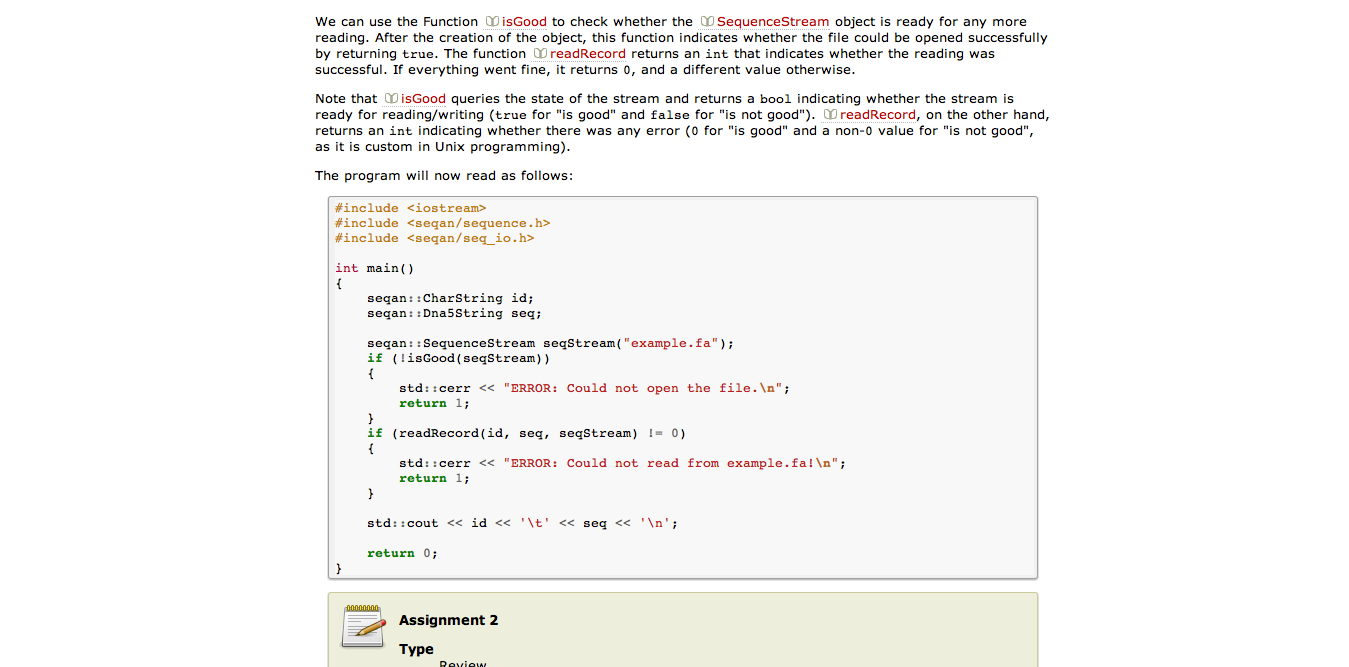 We can use the Function isGood to check whether the SequenceStream object is ready for any more
reading. After the creation of the object, this function indicates whether the file could be opened successfully
by returning true. The function readRecord returns an int that indicates whether the reading was
successful. If everything went fine, it returns 0, and a different value otherwise.
Note that isGood queries the state of the stream and returns a bool indicating whether the stream is
ready for reading/writing (true for "is good" and false for "is not good"). readRecord, on the other hand,
returns an int indicating whether there was any error (0 for "is good" and a non-0 value for "is not good",
as it is custom in Unix programming).
The program will now read as follows:
#include <iostream>
#include <seqan/sequence.h>
#include <seqan/seq_io.h>
int main()
{
    seqan::CharString id;
    seqan::Dna5String seq;
    seqan::SequenceStream seqStream("example.fa");
    if (!isGood(seqStream))
    {
        std::cerr << "ERROR: Could not open the file.\n";
        return 1;
    }
    if (readRecord(id, seq, seqStream) != 0)
    {
        std::cerr << "ERROR: Could not read from example.fa!\n";
        return 1;
    }
    std::cout << id << '\t' << seq << '\n';
    return 0;
}
Assignment 2
Type
Review